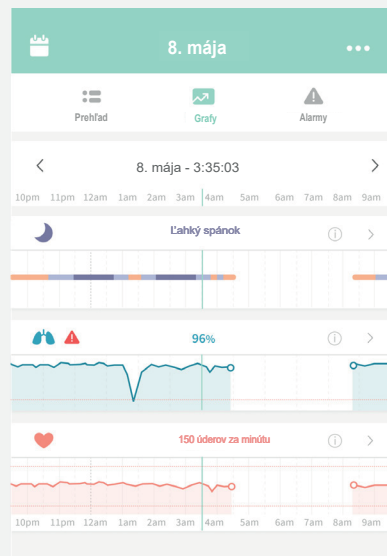 8. mája
Prehľad Grafy Alarmy
8. mája - 3:35:03
10pm 11pm 12am 1am 2am 3am 4am 5am 6am 7am 8am 9am
Ľahký spánok
96%
150 úderov za minútu
10pm 11pm 12am 1am 2am 3am 4am 5am 6am 7am 8am 9am